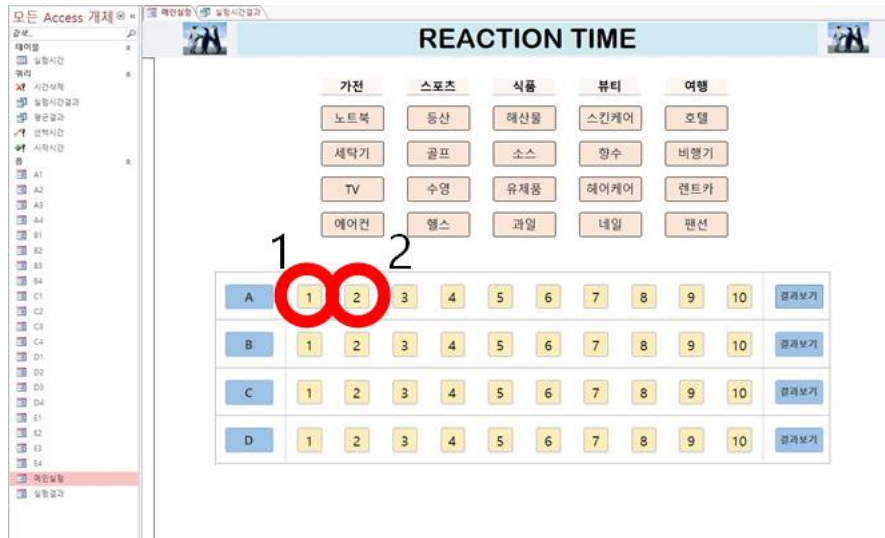 모든 Access 개체
검색...
테이블
실험시간
쿼리
시간삭제
실험시간결과
평균결과
선택시간
시작시간
폼
A1
A2
A3
A4
B1
B2
B3
B4
C1
C2
C3
C4
D1
D2
D3
D4
E1
E2
E3
E4
메인실험
실험결과
메인실험 실험시간결과
REACTION TIME
가전 스포츠 식품 뷰티 여행
노트북 등산 해산물 스킨케어 호텔
세탁기 골프 소스 향수 비행기
TV 수영 유제품 헤어케어 렌트카
에어컨 헬스 과일 네일 팬션
1 2
A 1 2 3 4 5 6 7 8 9 10 결과보기
B 1 2 3 4 5 6 7 8 9 10 결과보기
C 1 2 3 4 5 6 7 8 9 10 결과보기
D 1 2 3 4 5 6 7 8 9 10 결과보기